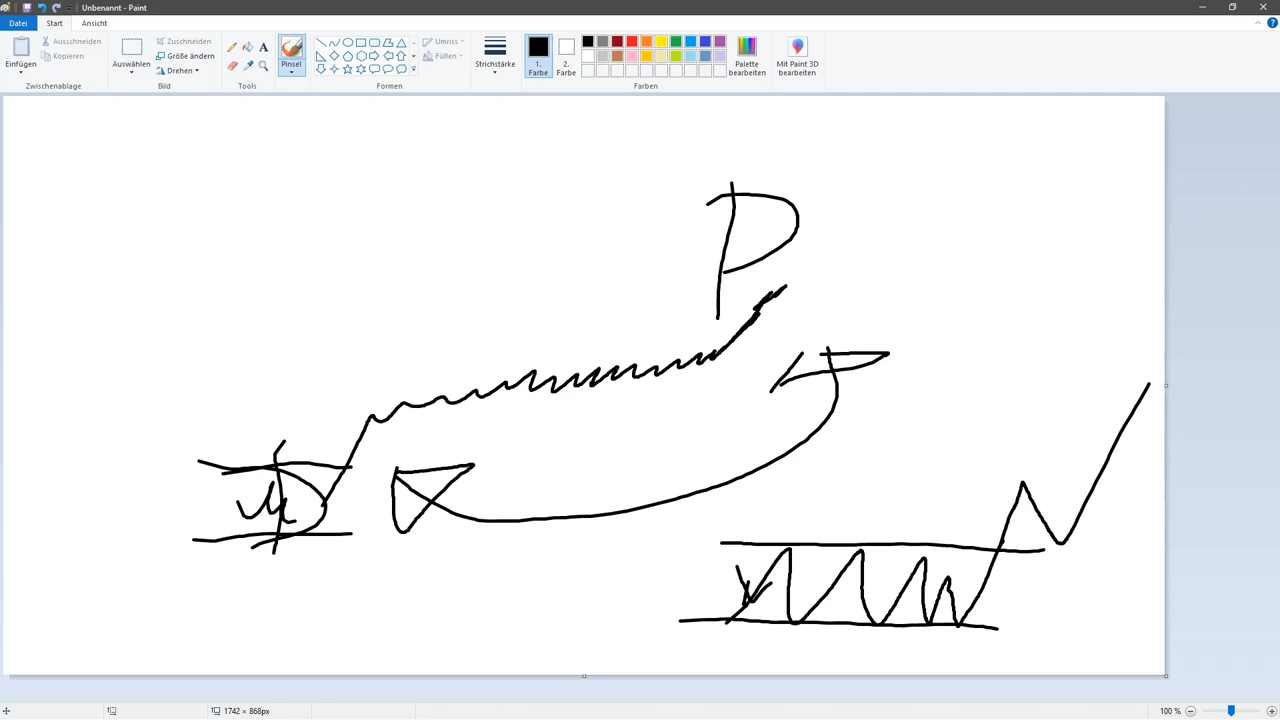 Unbenannt - Paint
Datei Start Ansicht
Einfügen
Ausschneiden
Kopieren
Zwischenablage
Auswählen
Zuschneiden
Größe ändern
Drehen
Bild
A
Tools
Pinsel
Formen
Umriss
Füllen
Strichstärke
1. Farbe
2. Farbe
Palette bearbeiten
Farben
Mit Paint 3D bearbeiten
P
1742 × 868px
100 %